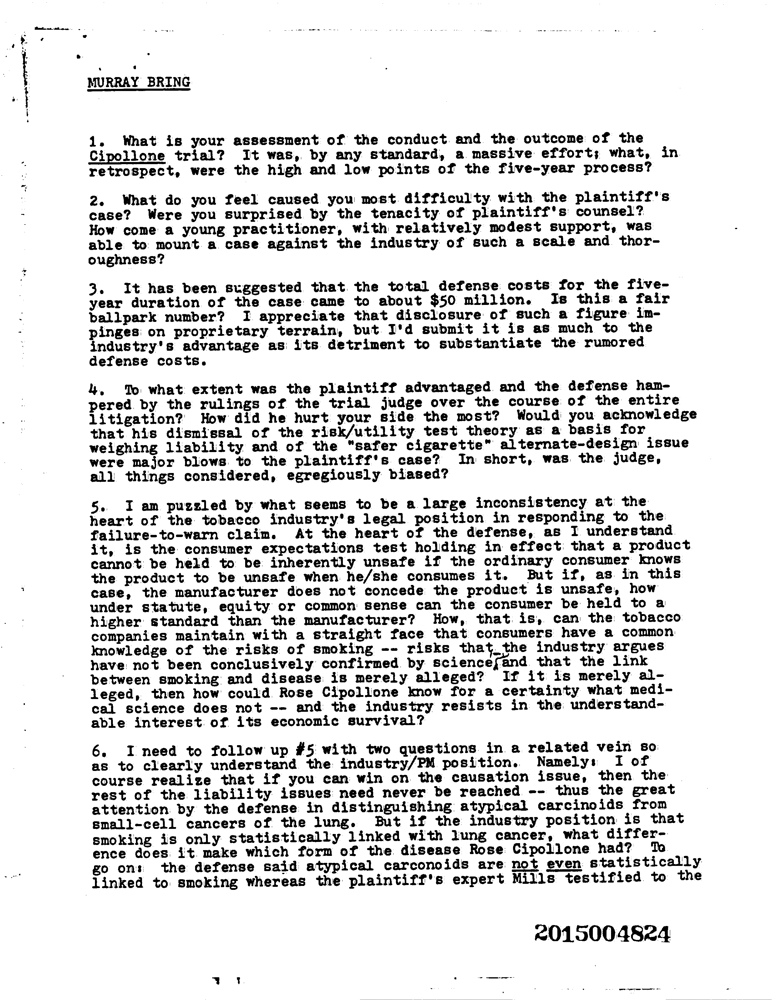 MURRAY BRING
1. What is your assessment of the conduct and the outcome of the
Cipollone trial? It was, by any standard, a massive effort; what, in
retrospect, were the high and low points of the five-year process?
2. What do you feel caused you most difficulty with the plaintiff's
case? Were you surprised by the tenacity of plaintiff's counsel?
How come a young practitioner, with relatively modest support, was
able to mount a case against the industry of such a scale and thor-
oughness?
3. It has been suggested that the total defense costs for the five-
year duration of the case came to about $50 million. Is this a fair
ballpark number? I appreciate that disclosure of such a figure im-
pinges on proprietary terrain, but I'd submit it is as much to the
industry's advantage as its detriment to substantiate the rumored
defense costs.
4. To what extent was the plaintiff advantaged and the defense ham-
pered by the rulings of the trial judge over the course of the entire
litigation? How did he hurt your side the most? Would you acknowledge
that his dismissal of the risk/utility test theory as a basis for
weighing liability and of the "safer cigarette" alternate-design issue
were major blows to the plaintiff's case? In short, was the judge,
all things considered, egregiously biased?
5. I am puzzled by what seems to be a large inconsistency at the
heart of the tobacco industry's legal position in responding to the
failure-to-warn claim. At the heart of the defense, as I understand
it, is the consumer expectations test holding in effect that a product
cannot be held to be inherently unsafe if the ordinary consumer knows
the product to be unsafe when he/she consumes it. But if, as in this
case, the manufacturer does not concede the product is unsafe, how
under statute, equity or common sense can the consumer be held to a
higher standard than the manufacturer? How, that is, can the tobacco
companies maintain with a straight face that consumers have a common
knowledge of the risks of smoking -- risks that the industry argues
have not been conclusively confirmed by science, and that the link
between smoking and disease is merely alleged? If it is merely al-
leged, then how could Rose Cipollone know for a certainty what medi-
cal science does not -- and the industry resists in the understand-
able interest of its economic survival?
6. I need to follow up #5 with two questions in a related vein so
as to clearly understand the industry/PM position. Namely: I of
course realize that if you can win on the causation issue, then the
rest of the liability issues need never be reached -- thus the great
attention by the defense in distinguishing atypical carcinoids from
small-cell cancers of the lung. But if the industry position is that
smoking is only statistically linked with lung cancer, what differ-
ence does it make which form of the disease Rose Cipollone had? To
go on: the defense said atypical carconoids are not even statistically
linked to smoking whereas the plaintiff's expert Mills testified to the
2015004824